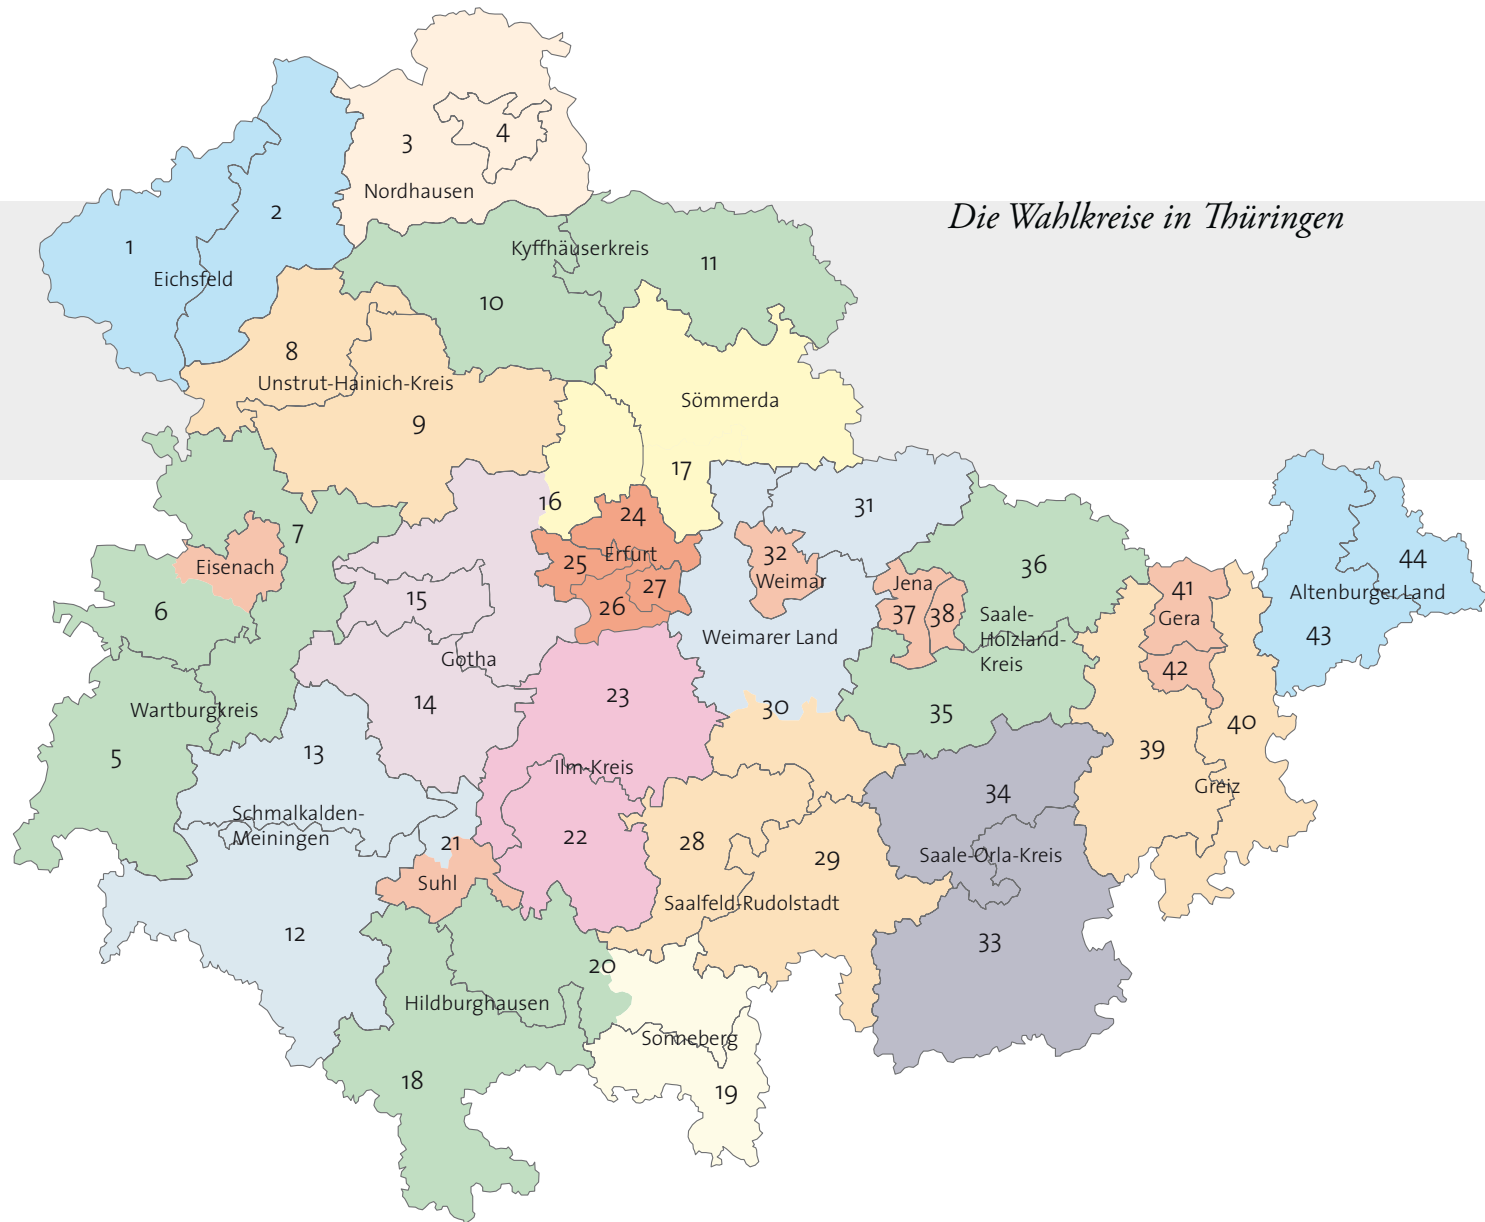 4
3
Nordhausen
2
Die Wahlkreise in Thüringen
1
Kyffhäuserkreis
11
Eichsfeld
10
8
Unstrut-Hainich-Kreis
Sömmerda
9
17
16
31
24
7
Erfurt
32
44
25
Eisenach
36
Weimar
Jena
27
41
Altenburger Land
15
26
6
37
38
Saale-
Holzland-
Kreis
Gera
Weimarer Land
43
Gotha
42
23
14
30
Wartburgkreis
35
40
13
39
5
Ilm-Kreis
Greiz
34
Schmalkalden-
Meiningen
22
28
21
Saale-Orla-Kreis
29
Suhl
Saalfeld-Rudolstadt
12
33
20
Hildburghausen
Sonneberg
18
19